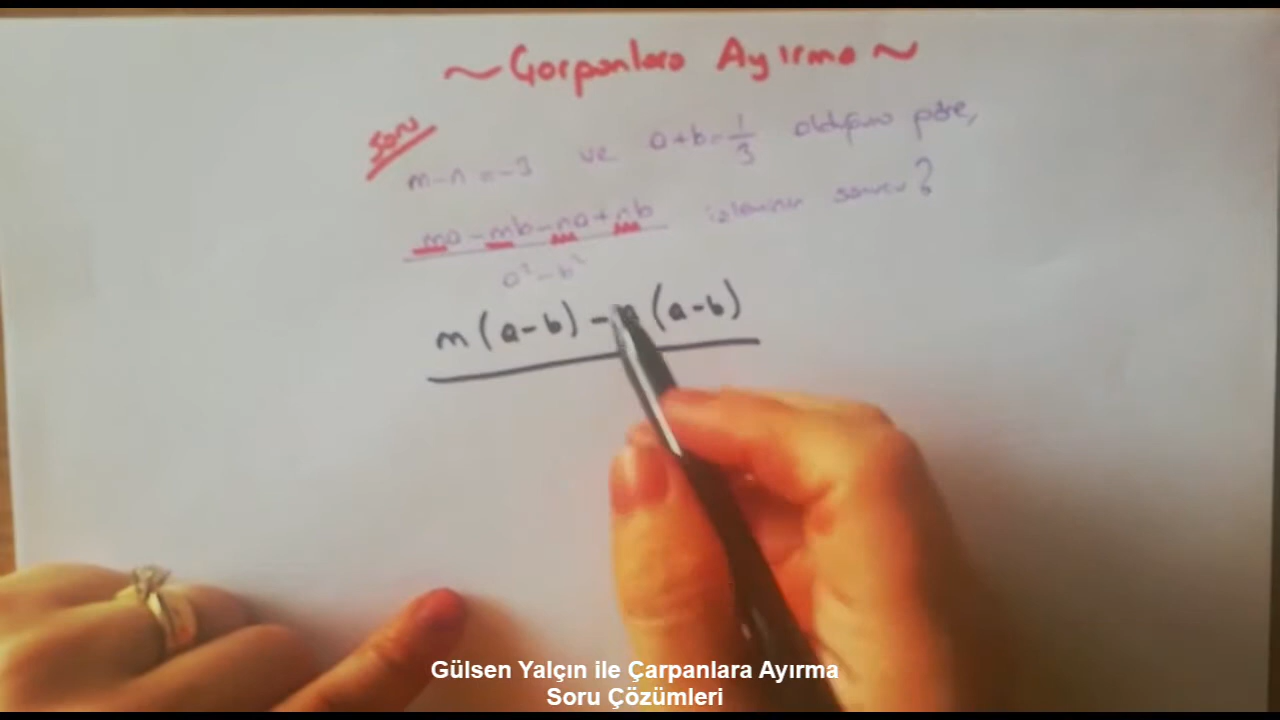 ~ Çarpanlara Ayırma ~
Soru
m-n=-3 ve a+b=1/3 olduğuna göre,
ma-mb-na+nb işleminin sonucu?
a²-b²
m(a-b)-n(a-b)
Gülsen Yalçın ile Çarpanlara Ayırma
Soru Çözümleri